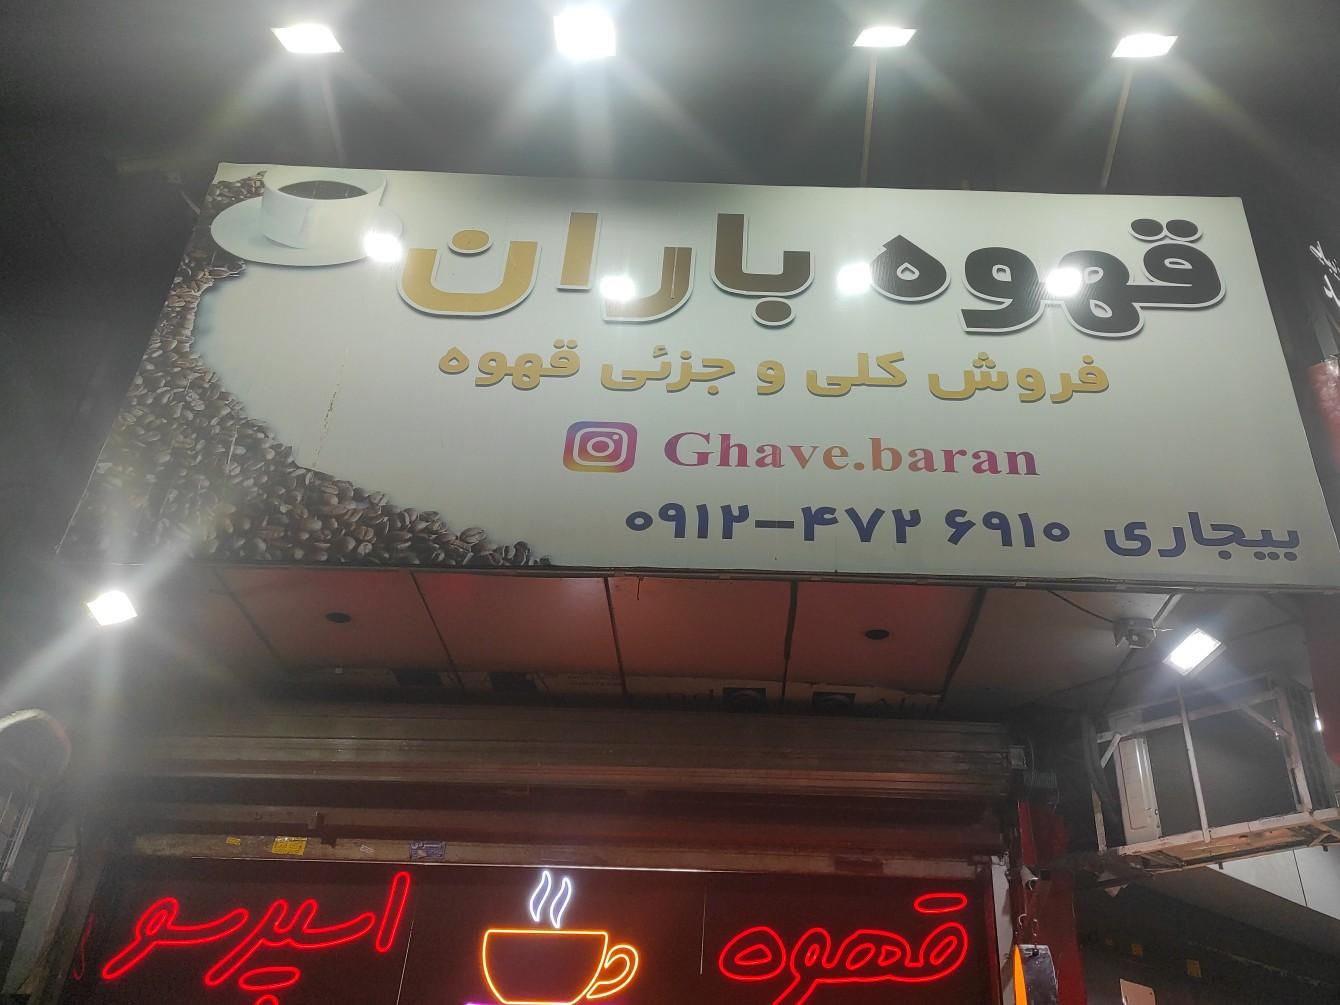 قهوه باران
فروش کلی و جزئی قهوه
Ghave.baran
بیجاری ۰۹۱۲-۴۷۲ ۶۹۱۰
قهوه
اسپرسو